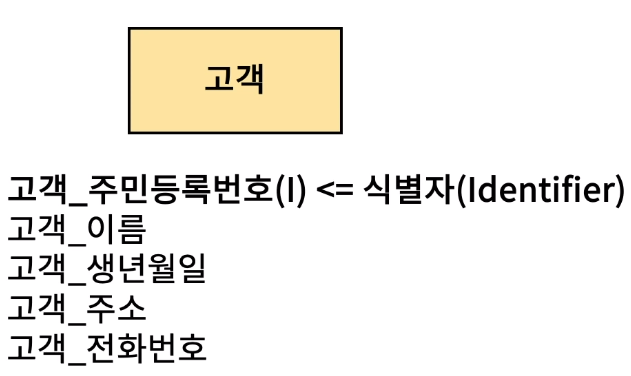 고객
고객_주민등록번호(I) <= 식별자(Identifier)
고객_이름
고객_생년월일
고객_주소
고객_전화번호